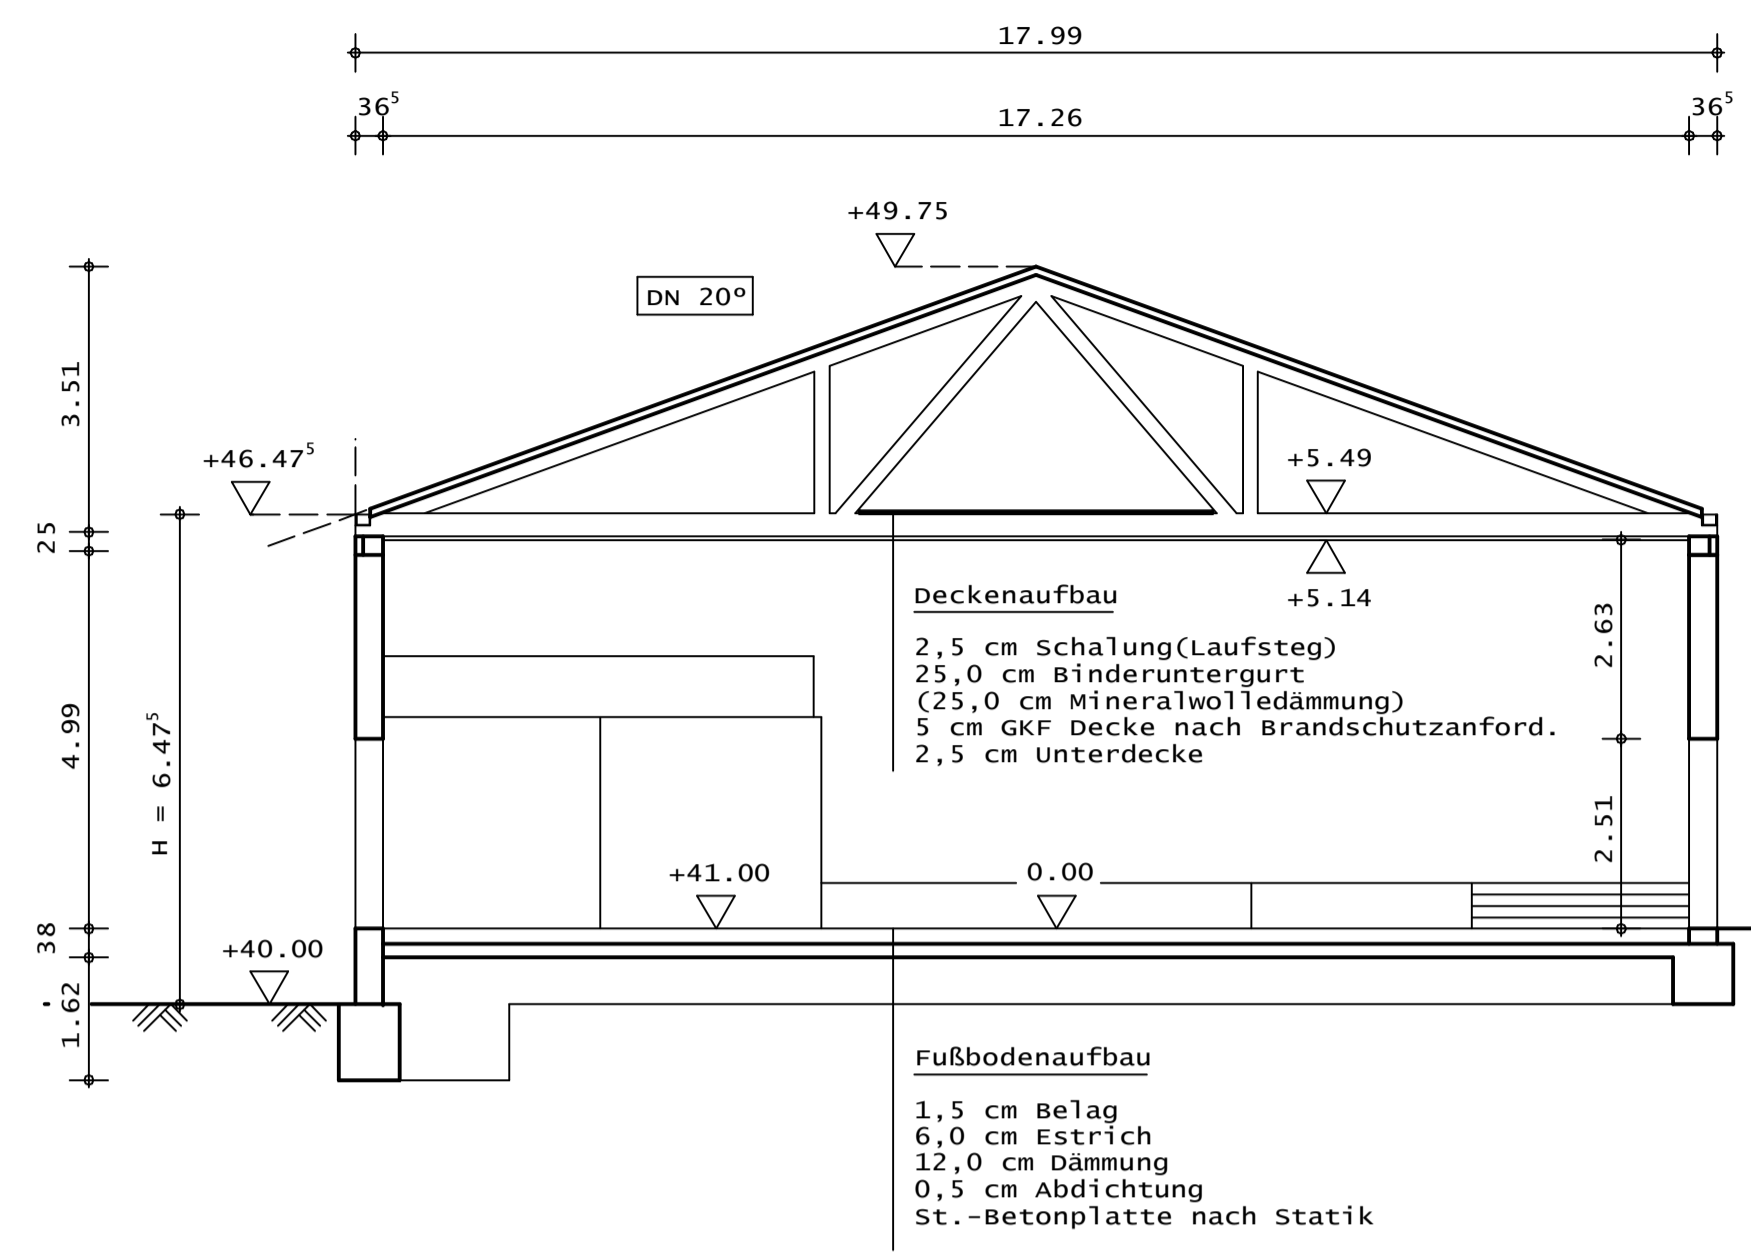 17.99
36⁵ 17.26 36⁵
+49.75
DN 20°
3.51
+46.47⁵
+5.49
25
+5.14
Deckenaufbau
2,5 cm Schalung(Laufsteg)
25,0 cm Binderuntergurt
(25,0 cm Mineralwolledämmung)
5 cm GKF Decke nach Brandschutzanford.
2,5 cm Unterdecke
2.63
4.99
H = 6.47⁵
2.51
+41.00
0.00
38
+40.00
1.62
Fußbodenaufbau
1,5 cm Belag
6,0 cm Estrich
12,0 cm Dämmung
0,5 cm Abdichtung
St.-Betonplatte nach Statik